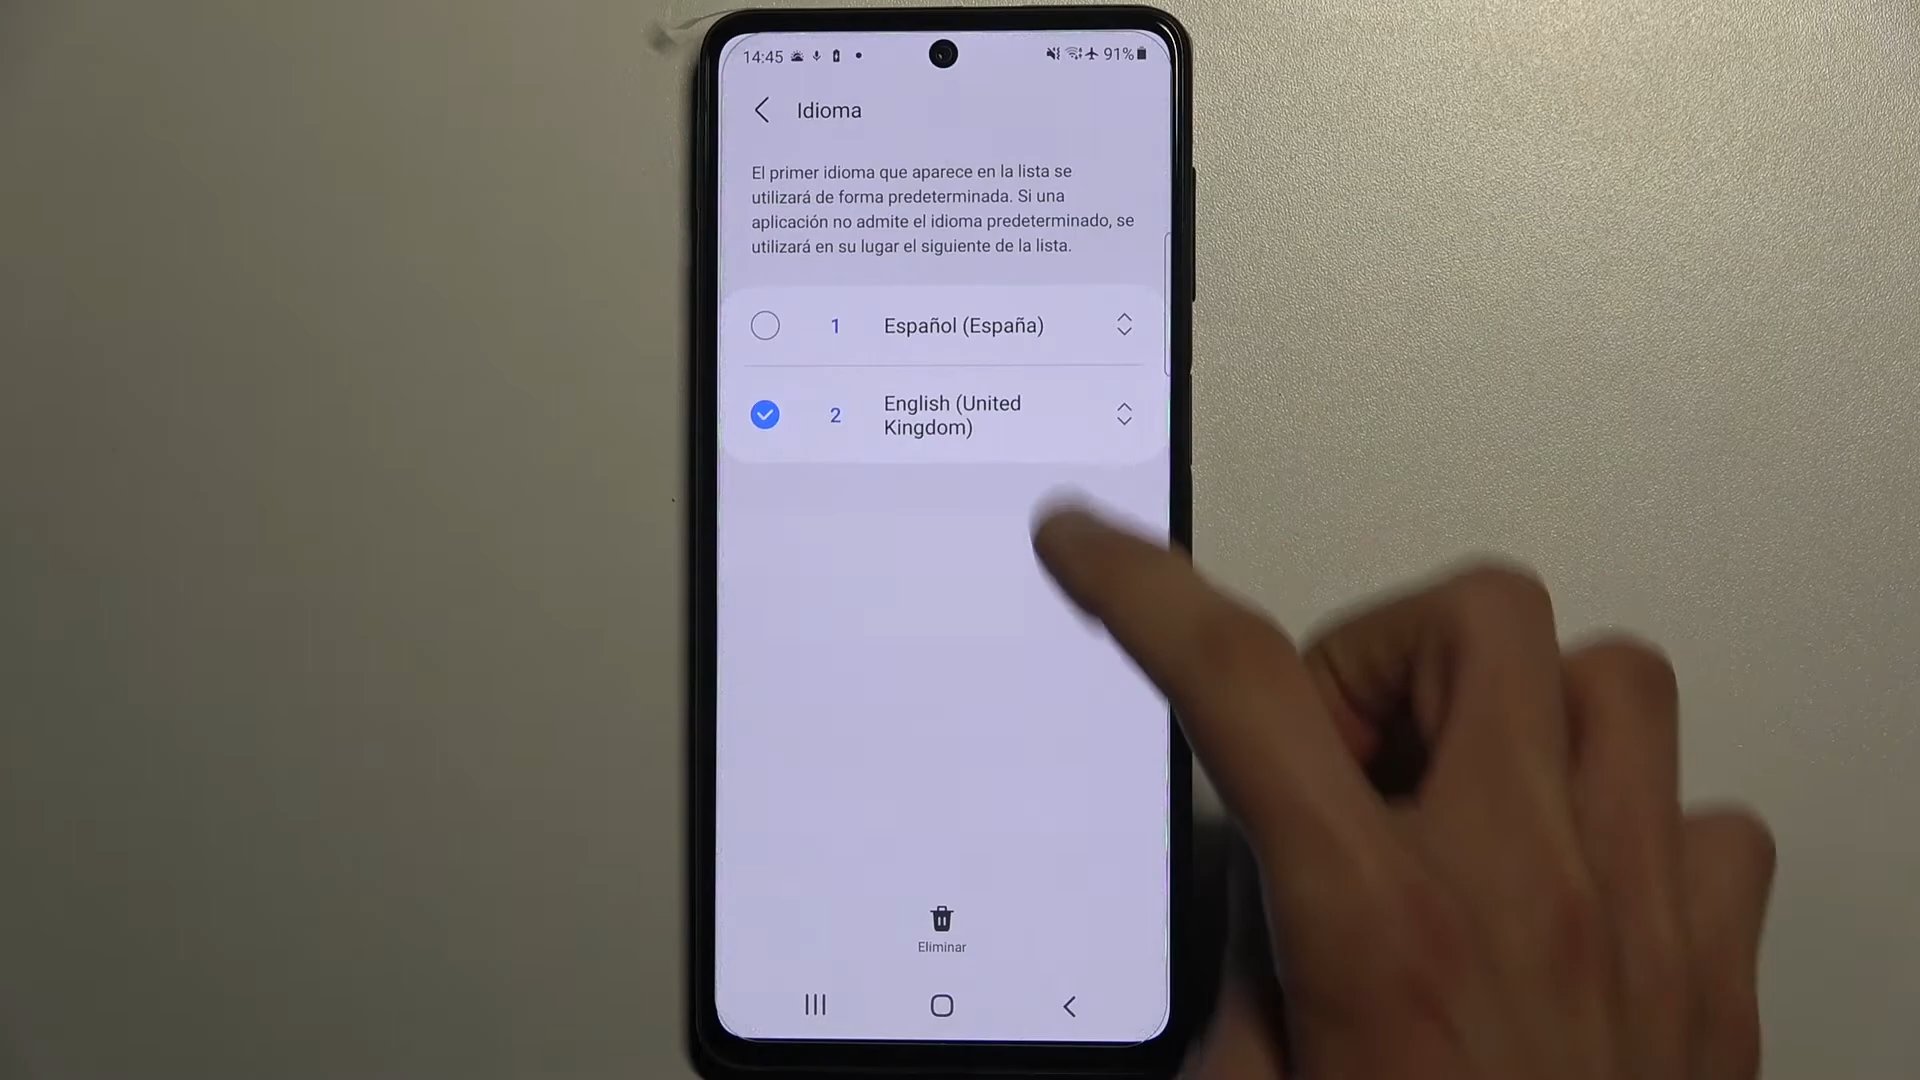 14:45 91%
Idioma
El primer idioma que aparece en la lista se
utilizará de forma predeterminada. Si una
aplicación no admite el idioma predeterminado, se
utilizará en su lugar el siguiente de la lista.
1 Español (España)
2 English (United
Kingdom)
Eliminar